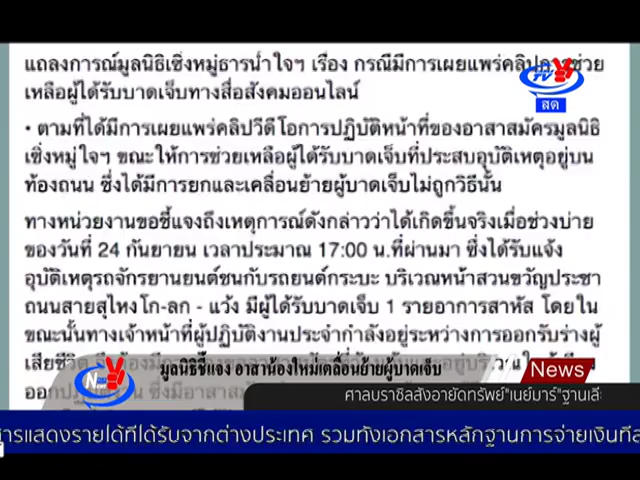 แถลงการณ์มูลนิธิเซิ่งหมู่ธารน้ำใจฯ เรื่อง กรณีมีการเผยแพร่คลิป ช่วย
เหลือผู้ได้รับบาดเจ็บทางสื่อสังคมออนไลน์
TV
สด
• ตามที่ได้มีการเผยแพร่คลิปวีดีโอการปฏิบัติหน้าที่ของอาสาสมัครมูลนิธิ
เซิ่งหมู่ใจฯ ขณะให้การช่วยเหลือผู้ได้รับบาดเจ็บที่ประสบอุบัติเหตุอยู่บน
ท้องถนน ซึ่งได้มีการยกและเคลื่อนย้ายผู้บาดเจ็บไม่ถูกวิธีนั้น
ทางหน่วยงานขอชี้แจงถึงเหตุการณ์ดังกล่าวว่าได้เกิดขึ้นจริงเมื่อช่วงบ่าย
ของวันที่ 24 กันยายน เวลาประมาณ 17:00 น.ที่ผ่านมา ซึ่งได้รับแจ้ง
อุบัติเหตุรถจักรยานยนต์ชนกับรถยนต์กระบะ บริเวณหน้าสวนขวัญประชา
ถนนสายสุไหงโก-ลก - แว้ง มีผู้ได้รับบาดเจ็บ 1 รายอาการสาหัส โดยใน
ขณะนั้นทางเจ้าหน้าที่ผู้ปฏิบัติงานประจำกำลังอยู่ระหว่างการออกรับร่างผู้
เสียชีวิต
มูลนิธิชี้แจง อาสาน้องใหม่เคลื่อนย้ายผู้บาดเจ็บ
News
ศาลบราซิลสั่งอายัดทรัพย์"เนย์มาร์"ฐานเลี
สารแสดงรายได้ที่ได้รับจากต่างประเทศ รวมทั้งเอกสารหลักฐานการจ่ายเงินที่ส